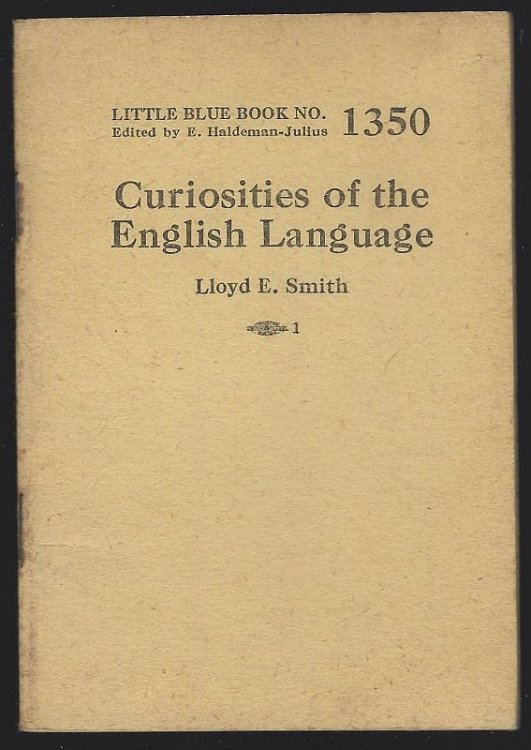 LITTLE BLUE BOOK NO. 1350
Edited by E. Haldeman-Julius
Curiosities of the
English Language
Lloyd E. Smith
1